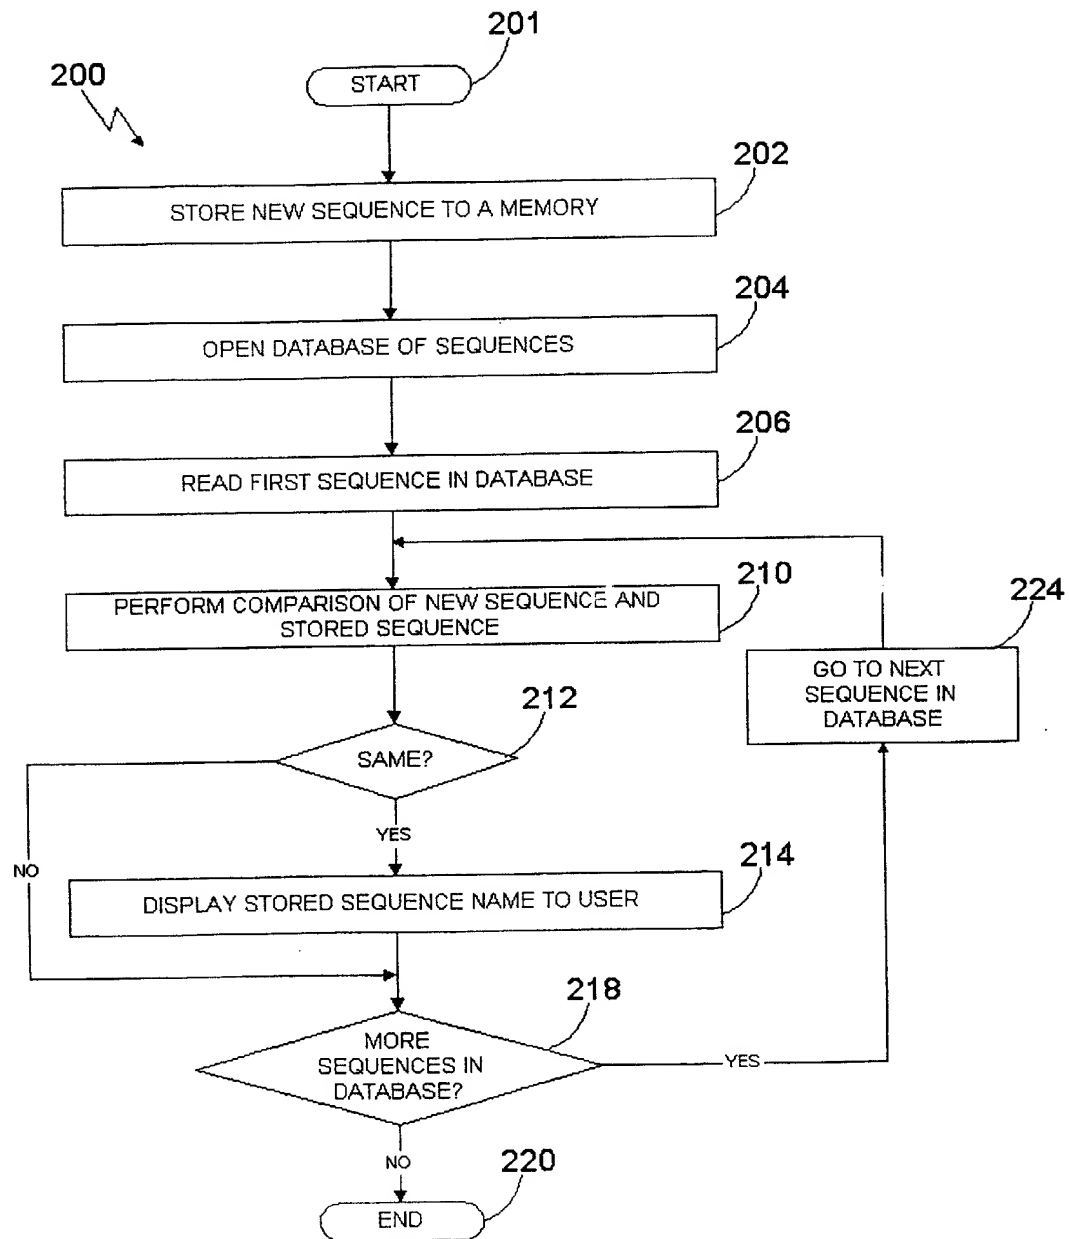 201
200
START
202
STORE NEW SEQUENCE TO A MEMORY
204
OPEN DATABASE OF SEQUENCES
206
READ FIRST SEQUENCE IN DATABASE
210
PERFORM COMPARISON OF NEW SEQUENCE AND
STORED SEQUENCE
224
GO TO NEXT
SEQUENCE IN
DATABASE
212
SAME?
YES
NO
214
DISPLAY STORED SEQUENCE NAME TO USER
218
MORE
SEQUENCES IN
DATABASE?
YES
NO
220
END